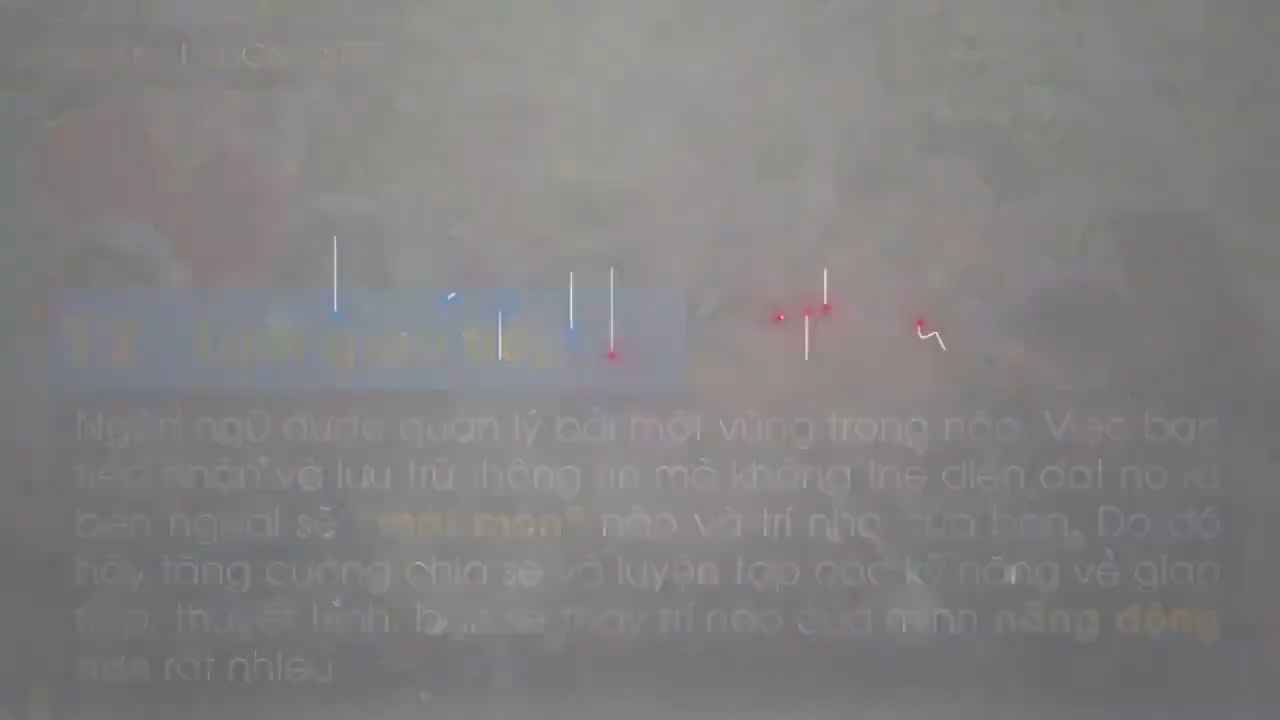 12
giao tiếp
Ngôn ngữ được quản lý bởi một vùng trong não. Việc bạn
tiếp nhận và lưu trữ thông tin mà không thể diễn đạt nó ra
bên ngoài sẽ não và trí nhớ của bạn. Do đó
hãy tăng cường chia sẻ và luyện tập các kỹ năng về giao
tiếp, thuyết trình, bạn sẽ thấy trí não của mình năng động
hơn rất nhiều